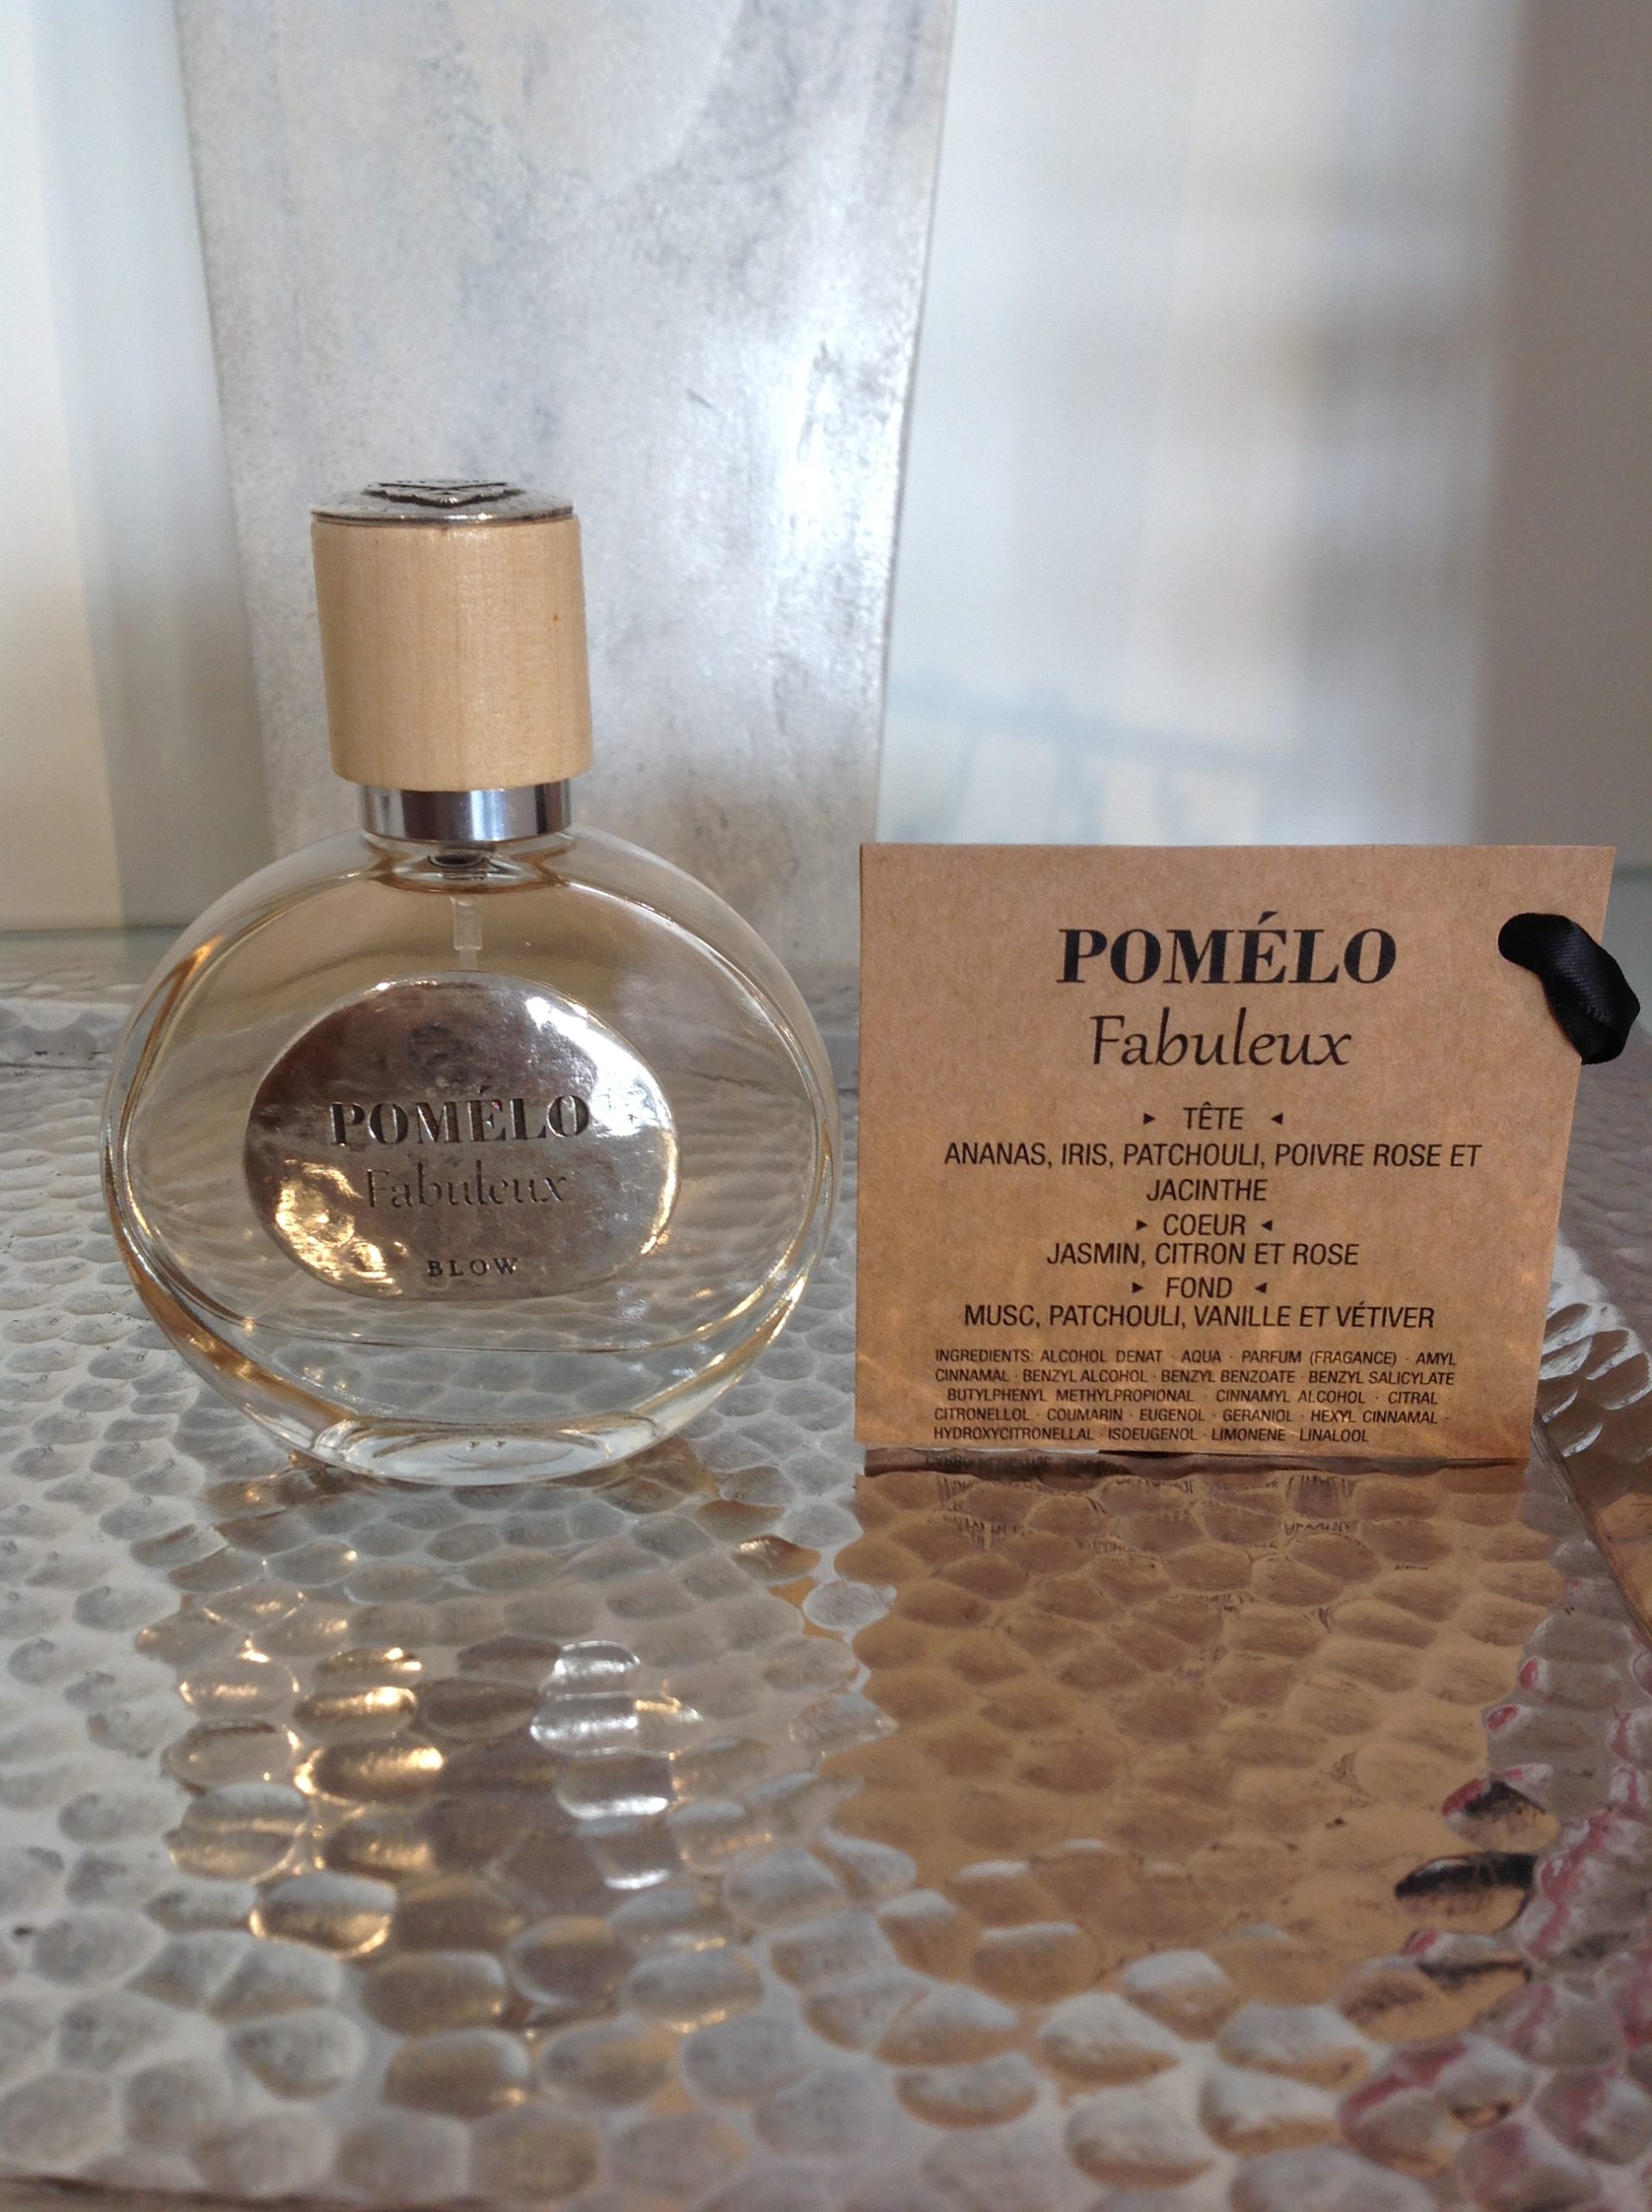 POMÉLO
Fabuleux
BLOW
POMÉLO
Fabuleux
▸ TÊTE ◂
ANANAS, IRIS, PATCHOULI, POIVRE ROSE ET
JACINTHE
▸ COEUR ◂
JASMIN, CITRON ET ROSE
▸ FOND ◂
MUSC, PATCHOULI, VANILLE ET VÉTIVER
INGREDIENTS: ALCOHOL DENAT · AQUA · PARFUM (FRAGANCE) · AMYL
CINNAMAL · BENZYL ALCOHOL · BENZYL BENZOATE · BENZYL SALICYLATE
BUTYLPHENYL METHYLPROPIONAL · CINNAMYL ALCOHOL · CITRAL
CITRONELLOL · COUMARIN · EUGENOL · GERANIOL · HEXYL CINNAMAL ·
HYDROXYCITRONELLAL · ISOEUGENOL · LIMONENE · LINALOOL